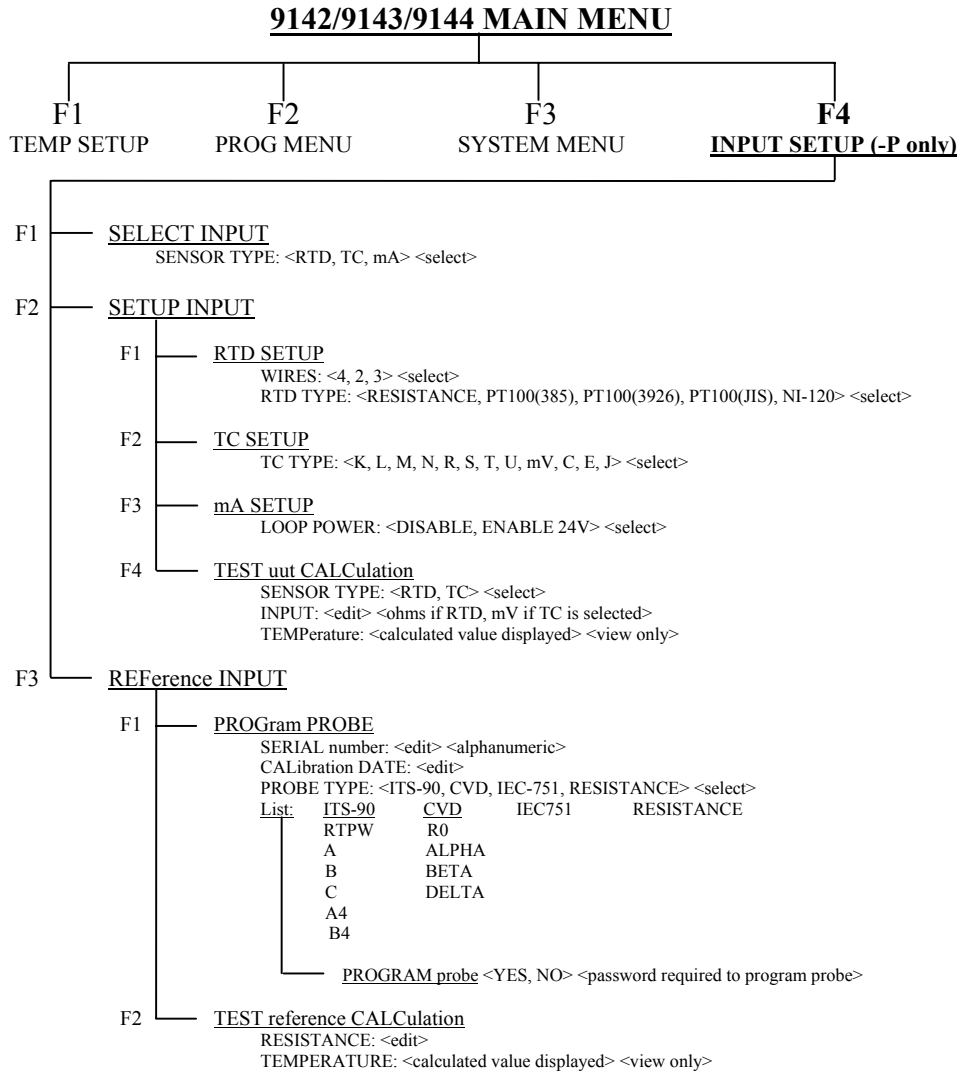 9142/9143/9144 MAIN MENU
F1 F2 F3 F4
TEMP SETUP PROG MENU SYSTEM MENU INPUT SETUP (-P only)
F1 SELECT INPUT
SENSOR TYPE: <RTD, TC, mA> <select>
F2 SETUP INPUT
F1 RTD SETUP
WIRES: <4, 2, 3> <select>
RTD TYPE: <RESISTANCE, PT100(385), PT100(3926), PT100(JIS), NI-120> <select>
F2 TC SETUP
TC TYPE: <K, L, M, N, R, S, T, U, mV, C, E, J> <select>
F3 mA SETUP
LOOP POWER: <DISABLE, ENABLE 24V> <select>
F4 TEST uut CALCulation
SENSOR TYPE: <RTD, TC> <select>
INPUT: <edit> <ohms if RTD, mV if TC is selected>
TEMPerature: <calculated value displayed> <view only>
F3 REFerence INPUT
F1 PROGram PROBE
SERIAL number: <edit> <alphanumeric>
CALibration DATE: <edit>
PROBE TYPE: <ITS-90, CVD, IEC-751, RESISTANCE> <select>
List: ITS-90 CVD IEC751 RESISTANCE
RTPW R0
A ALPHA
B BETA
C DELTA
A4
B4
PROGRAM probe <YES, NO> <password required to program probe>
F2 TEST reference CALCulation
RESISTANCE: <edit>
TEMPERATURE: <calculated value displayed> <view only>